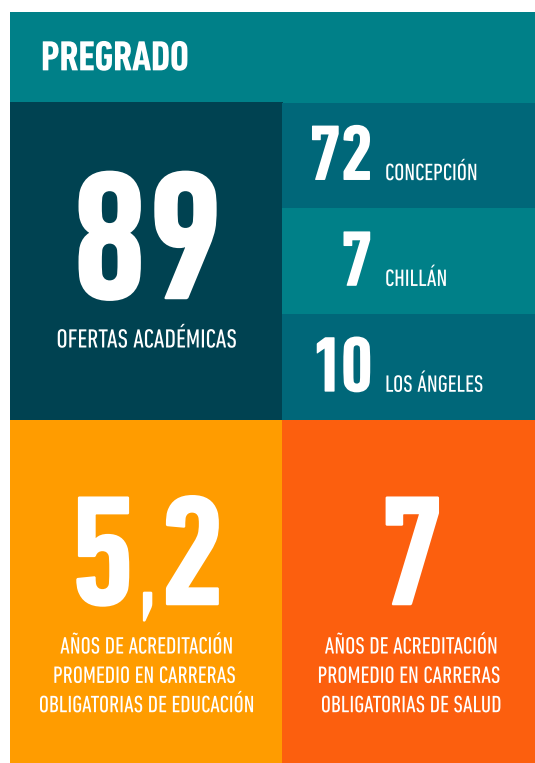 PREGRADO
89
OFERTAS ACADÉMICAS
72 CONCEPCIÓN
7 CHILLÁN
10 LOS ÁNGELES
5,2
AÑOS DE ACREDITACIÓN
PROMEDIO EN CARRERAS
OBLIGATORIAS DE EDUCACIÓN
7
AÑOS DE ACREDITACIÓN
PROMEDIO EN CARRERAS
OBLIGATORIAS DE SALUD